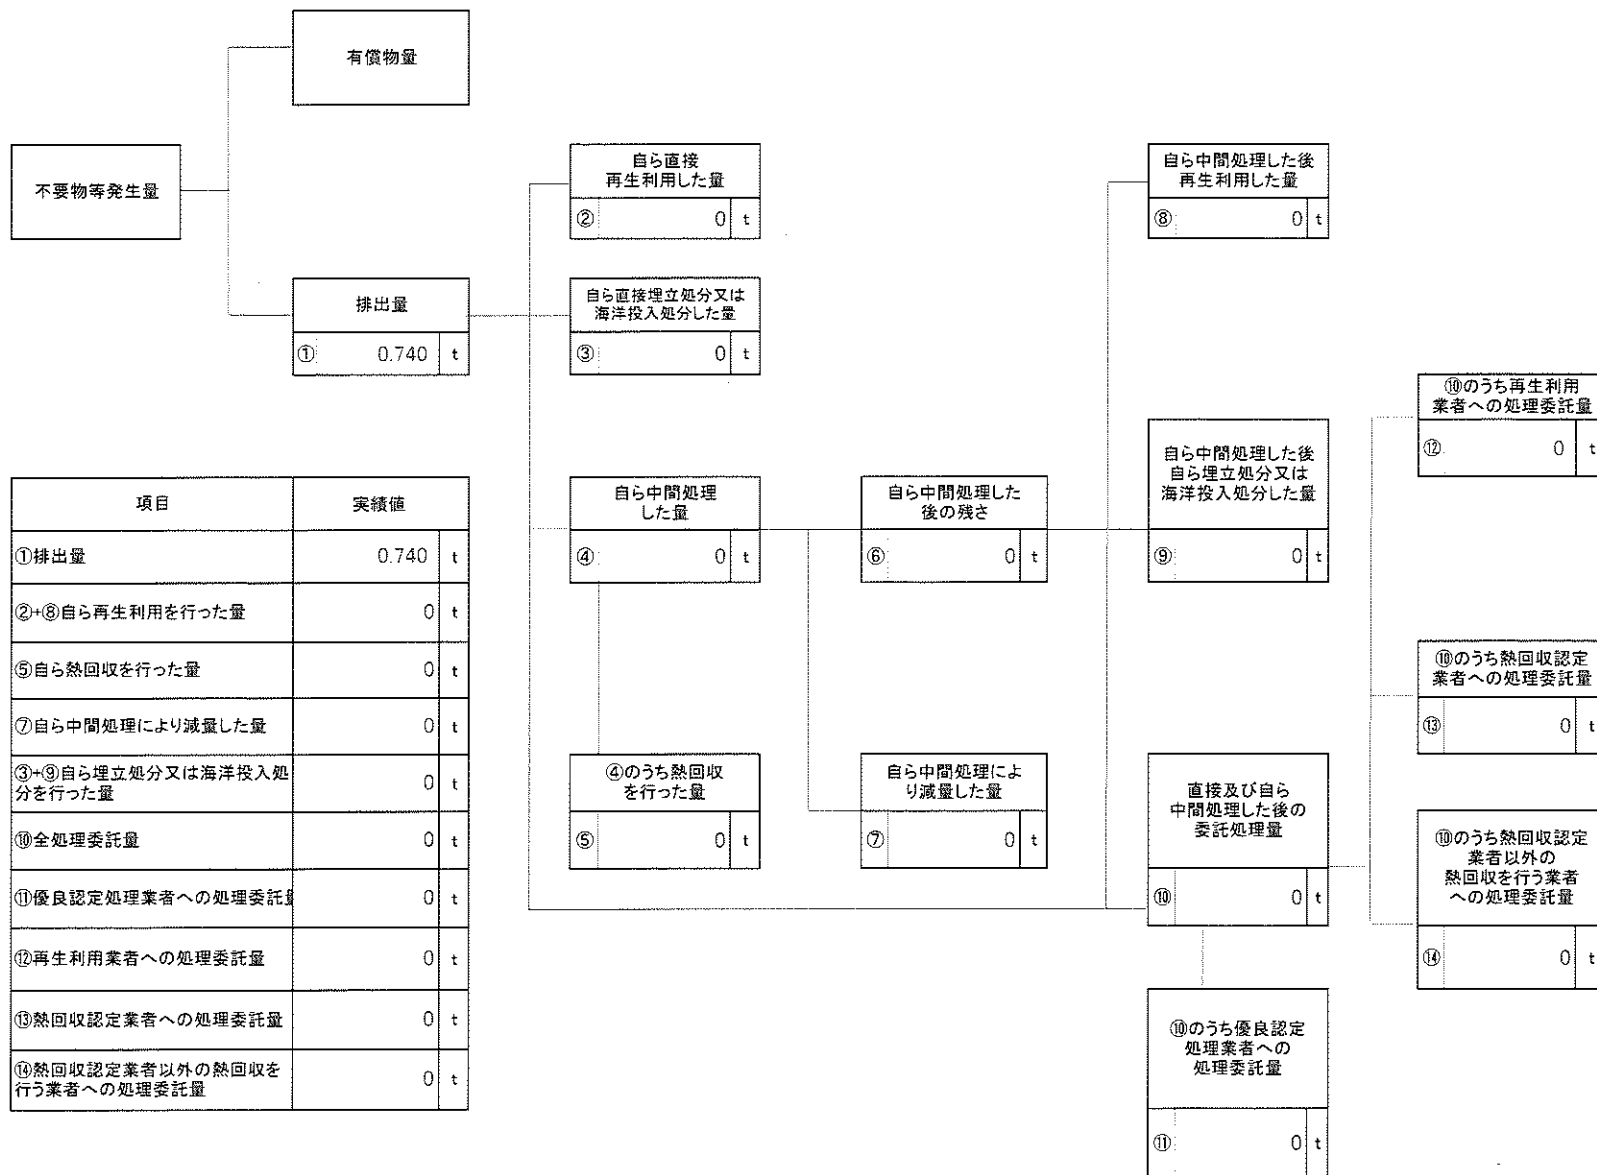 有償物量
不要物等発生量
排出量
① 0.740 t
自ら直接
再生利用した量
② 0 t
自ら直接埋立処分又は
海洋投入処分した量
③ 0 t
自ら中間処理
した量
④ 0 t
④のうち熱回収
を行った量
⑤ 0 t
自ら中間処理した
後の残さ
⑥ 0 t
自ら中間処理によ
り減量した量
⑦ 0 t
自ら中間処理した後
再生利用した量
⑧ 0 t
自ら中間処理した後
自ら埋立処分又は
海洋投入処分した量
⑨ 0 t
直接及び自ら
中間処理した後の
委託処理量
⑩ 0 t
⑩のうち優良認定
処理業者への
処理委託量
⑪ 0 t
⑩のうち再生利用
業者への処理委託量
⑫ 0 t
⑩のうち熱回収認定
業者への処理委託量
⑬ 0 t
⑩のうち熱回収認定
業者以外の
熱回収を行う業者
への処理委託量
⑭ 0 t
項目 実績値
①排出量 0.740 t
②+⑧自ら再生利用を行った量 0 t
⑤自ら熱回収を行った量 0 t
⑦自ら中間処理により減量した量 0 t
③+⑨自ら埋立処分又は海洋投入処
分を行った量 0 t
⑩全処理委託量 0 t
⑪優良認定処理業者への処理委託量 0 t
⑫再生利用業者への処理委託量 0 t
⑬熱回収認定業者への処理委託量 0 t
⑭熱回収認定業者以外の熱回収を
行う業者への処理委託量 0 t